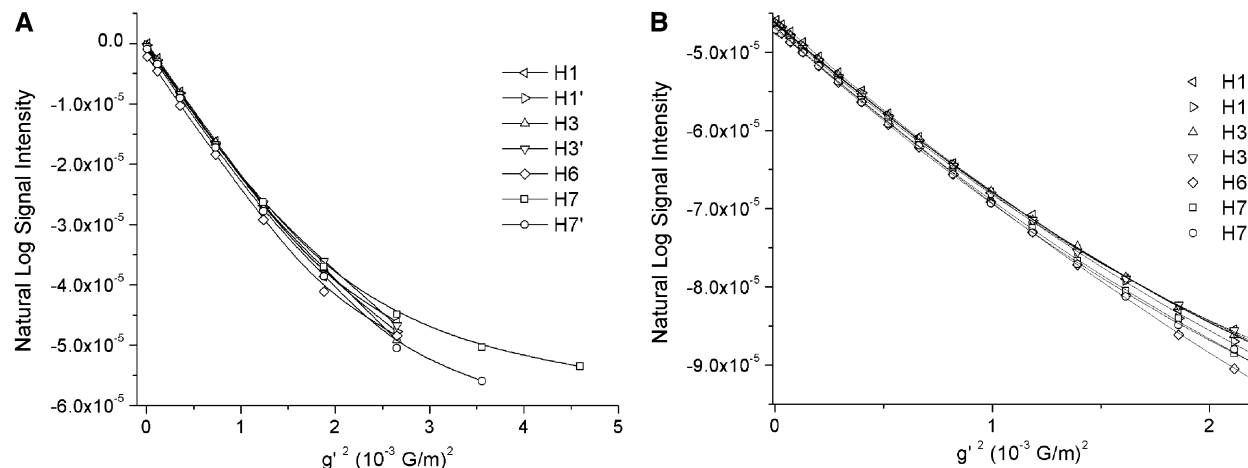 A
0.0
-1.0x10⁻⁵
-2.0x10⁻⁵
-3.0x10⁻⁵
-4.0x10⁻⁵
-5.0x10⁻⁵
-6.0x10⁻⁵
Natural Log Signal Intensity
H1
H1'
H3
H3'
H6
H7
H7'
0 1 2 3 4 5
g' ² (10⁻³ G/m)²
B
-5.0x10⁻⁵
-6.0x10⁻⁵
-7.0x10⁻⁵
-8.0x10⁻⁵
-9.0x10⁻⁵
Natural Log Signal Intensity
H1
H1
H3
H3
H6
H7
H7
0 1 2
g' ² (10⁻³ G/m)²